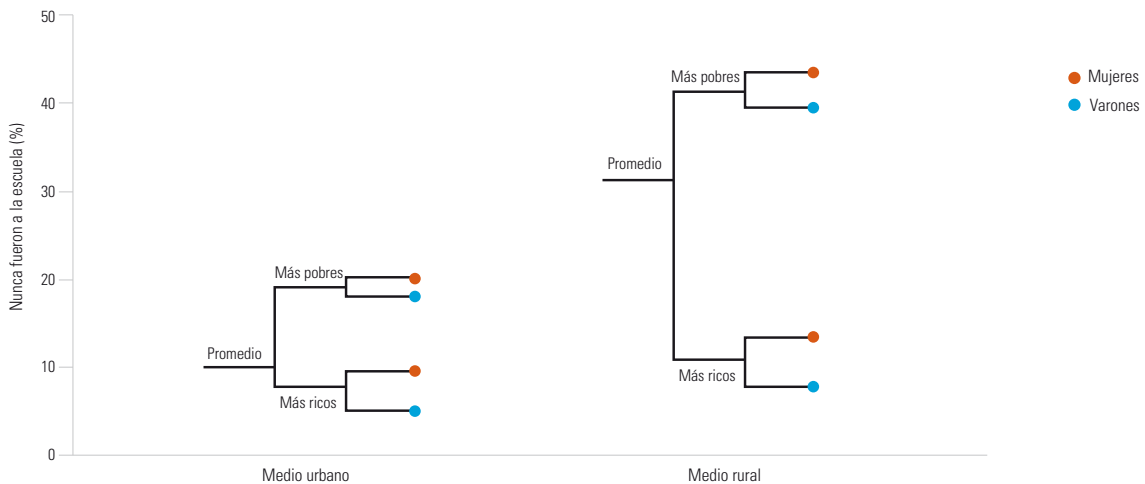 Nunca fueron a la escuela (%)
50
40
30
20
10
0
Promedio
Más pobres
Más ricos
Promedio
Más pobres
Más ricos
Medio urbano
Medio rural
Mujeres
Varones